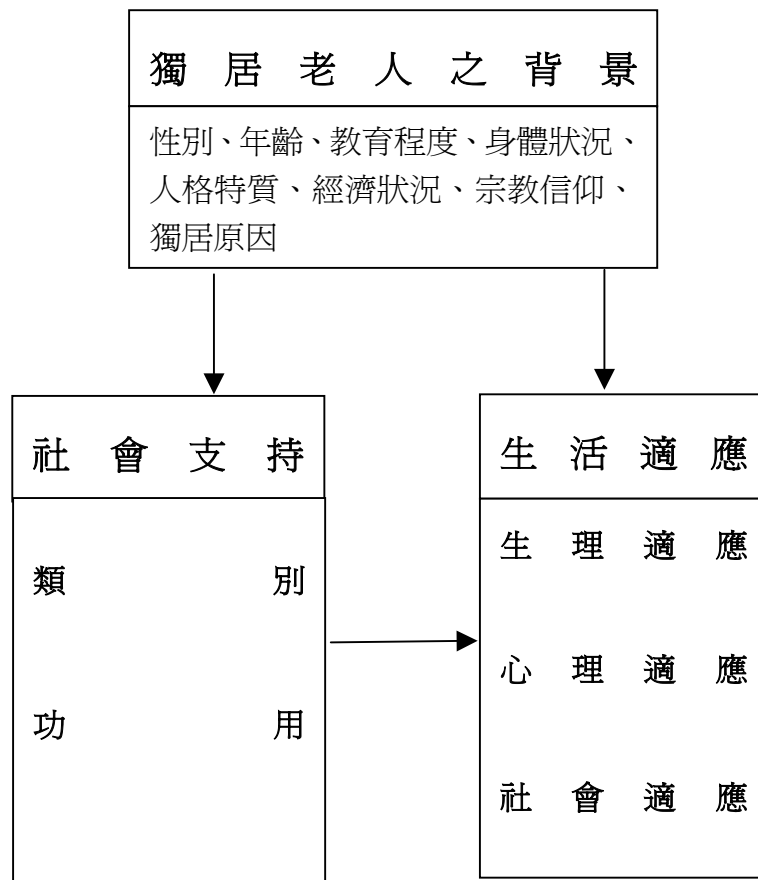 獨居老人之背景
性別、年齡、教育程度、身體狀況、
人格特質、經濟狀況、宗教信仰、
獨居原因
社會支持
類別
功用
生活適應
生理適應
心理適應
社會適應